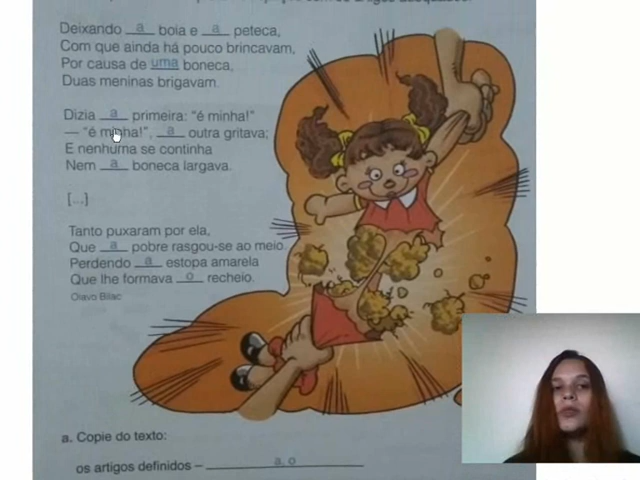 Deixando a bola e a peteca,
Com que ainda há pouco brincavam,
Por causa de uma boneca,
Duas meninas brigavam.
Dizia a primeira: "é minha!"
— "é minha!", a outra gritava;
E nenhuma se continha
Nem a boneca largava.
[...]
Tanto puxaram por ela,
Que a pobre rasgou-se ao meio.
Perdendo a estopa amarela
Que lhe formava o recheio.
Olavo Bilac
a. Copie do texto:
os artigos definidos – a, o